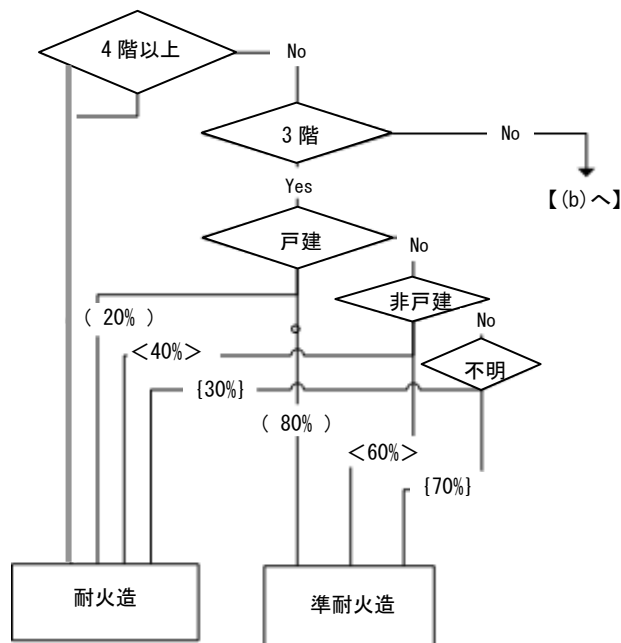 4階以上
No
3階
No
Yes
【(b)へ】
戸建
No
非戸建
( 20% )
No
<40%>
不明
{30%}
( 80% )
<60%>
{70%}
耐火造
準耐火造